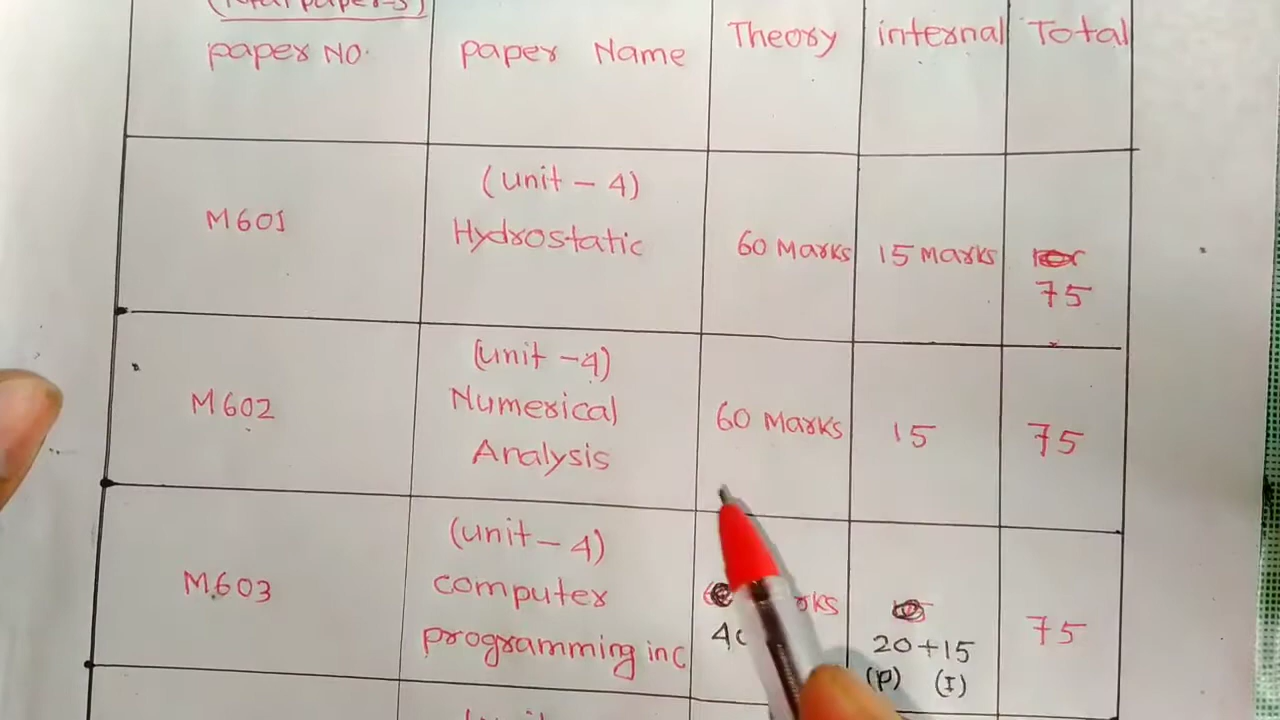 paper No.
paper Name
Theory
internal
Total
M601
(unit - 4)
Hydrostatic
60 Marks
15 Marks
75
M602
(unit - 4)
Numerical
Analysis
60 Marks
15
75
M603
(unit - 4)
computer
programming in c
20+15
(P) (I)
75